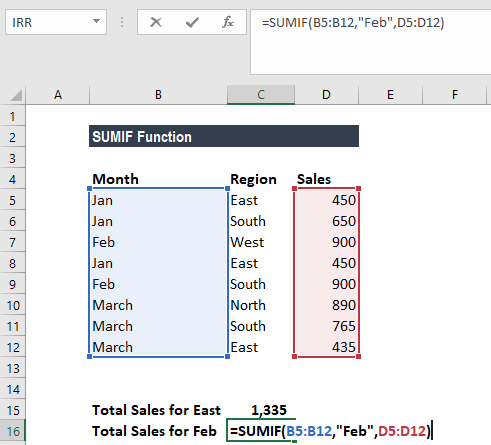 IRR fx =SUMIF(B5:B12,"Feb",D5:D12)
A B C D E F
1
2 SUMIF Function
3
4 Month Region Sales
5 Jan East 450
6 Jan South 650
7 Feb West 900
8 Jan East 450
9 Feb South 900
10 March North 890
11 March South 765
12 March East 435
13
14
15 Total Sales for East 1,335
16 Total Sales for Feb =SUMIF(B5:B12,"Feb",D5:D12)